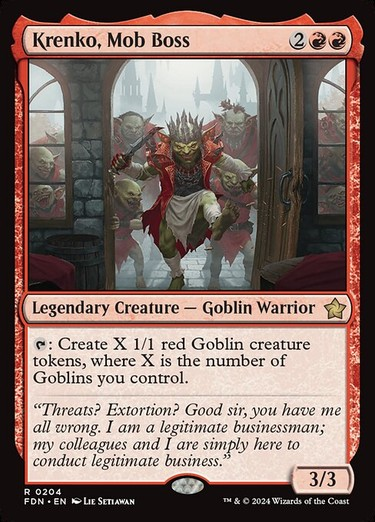 Krenko, Mob Boss 2
Legendary Creature — Goblin Warrior
: Create X 1/1 red Goblin creature
tokens, where X is the number of
Goblins you control.
“Threats? Extortion? Good sir, you have me
all wrong. I am a legitimate businessman;
my colleagues and I are simply here to
conduct legitimate business.”
3/3
R 0204
FDN • EN Lie Setiawan
™ & © 2024 Wizards of the Coast